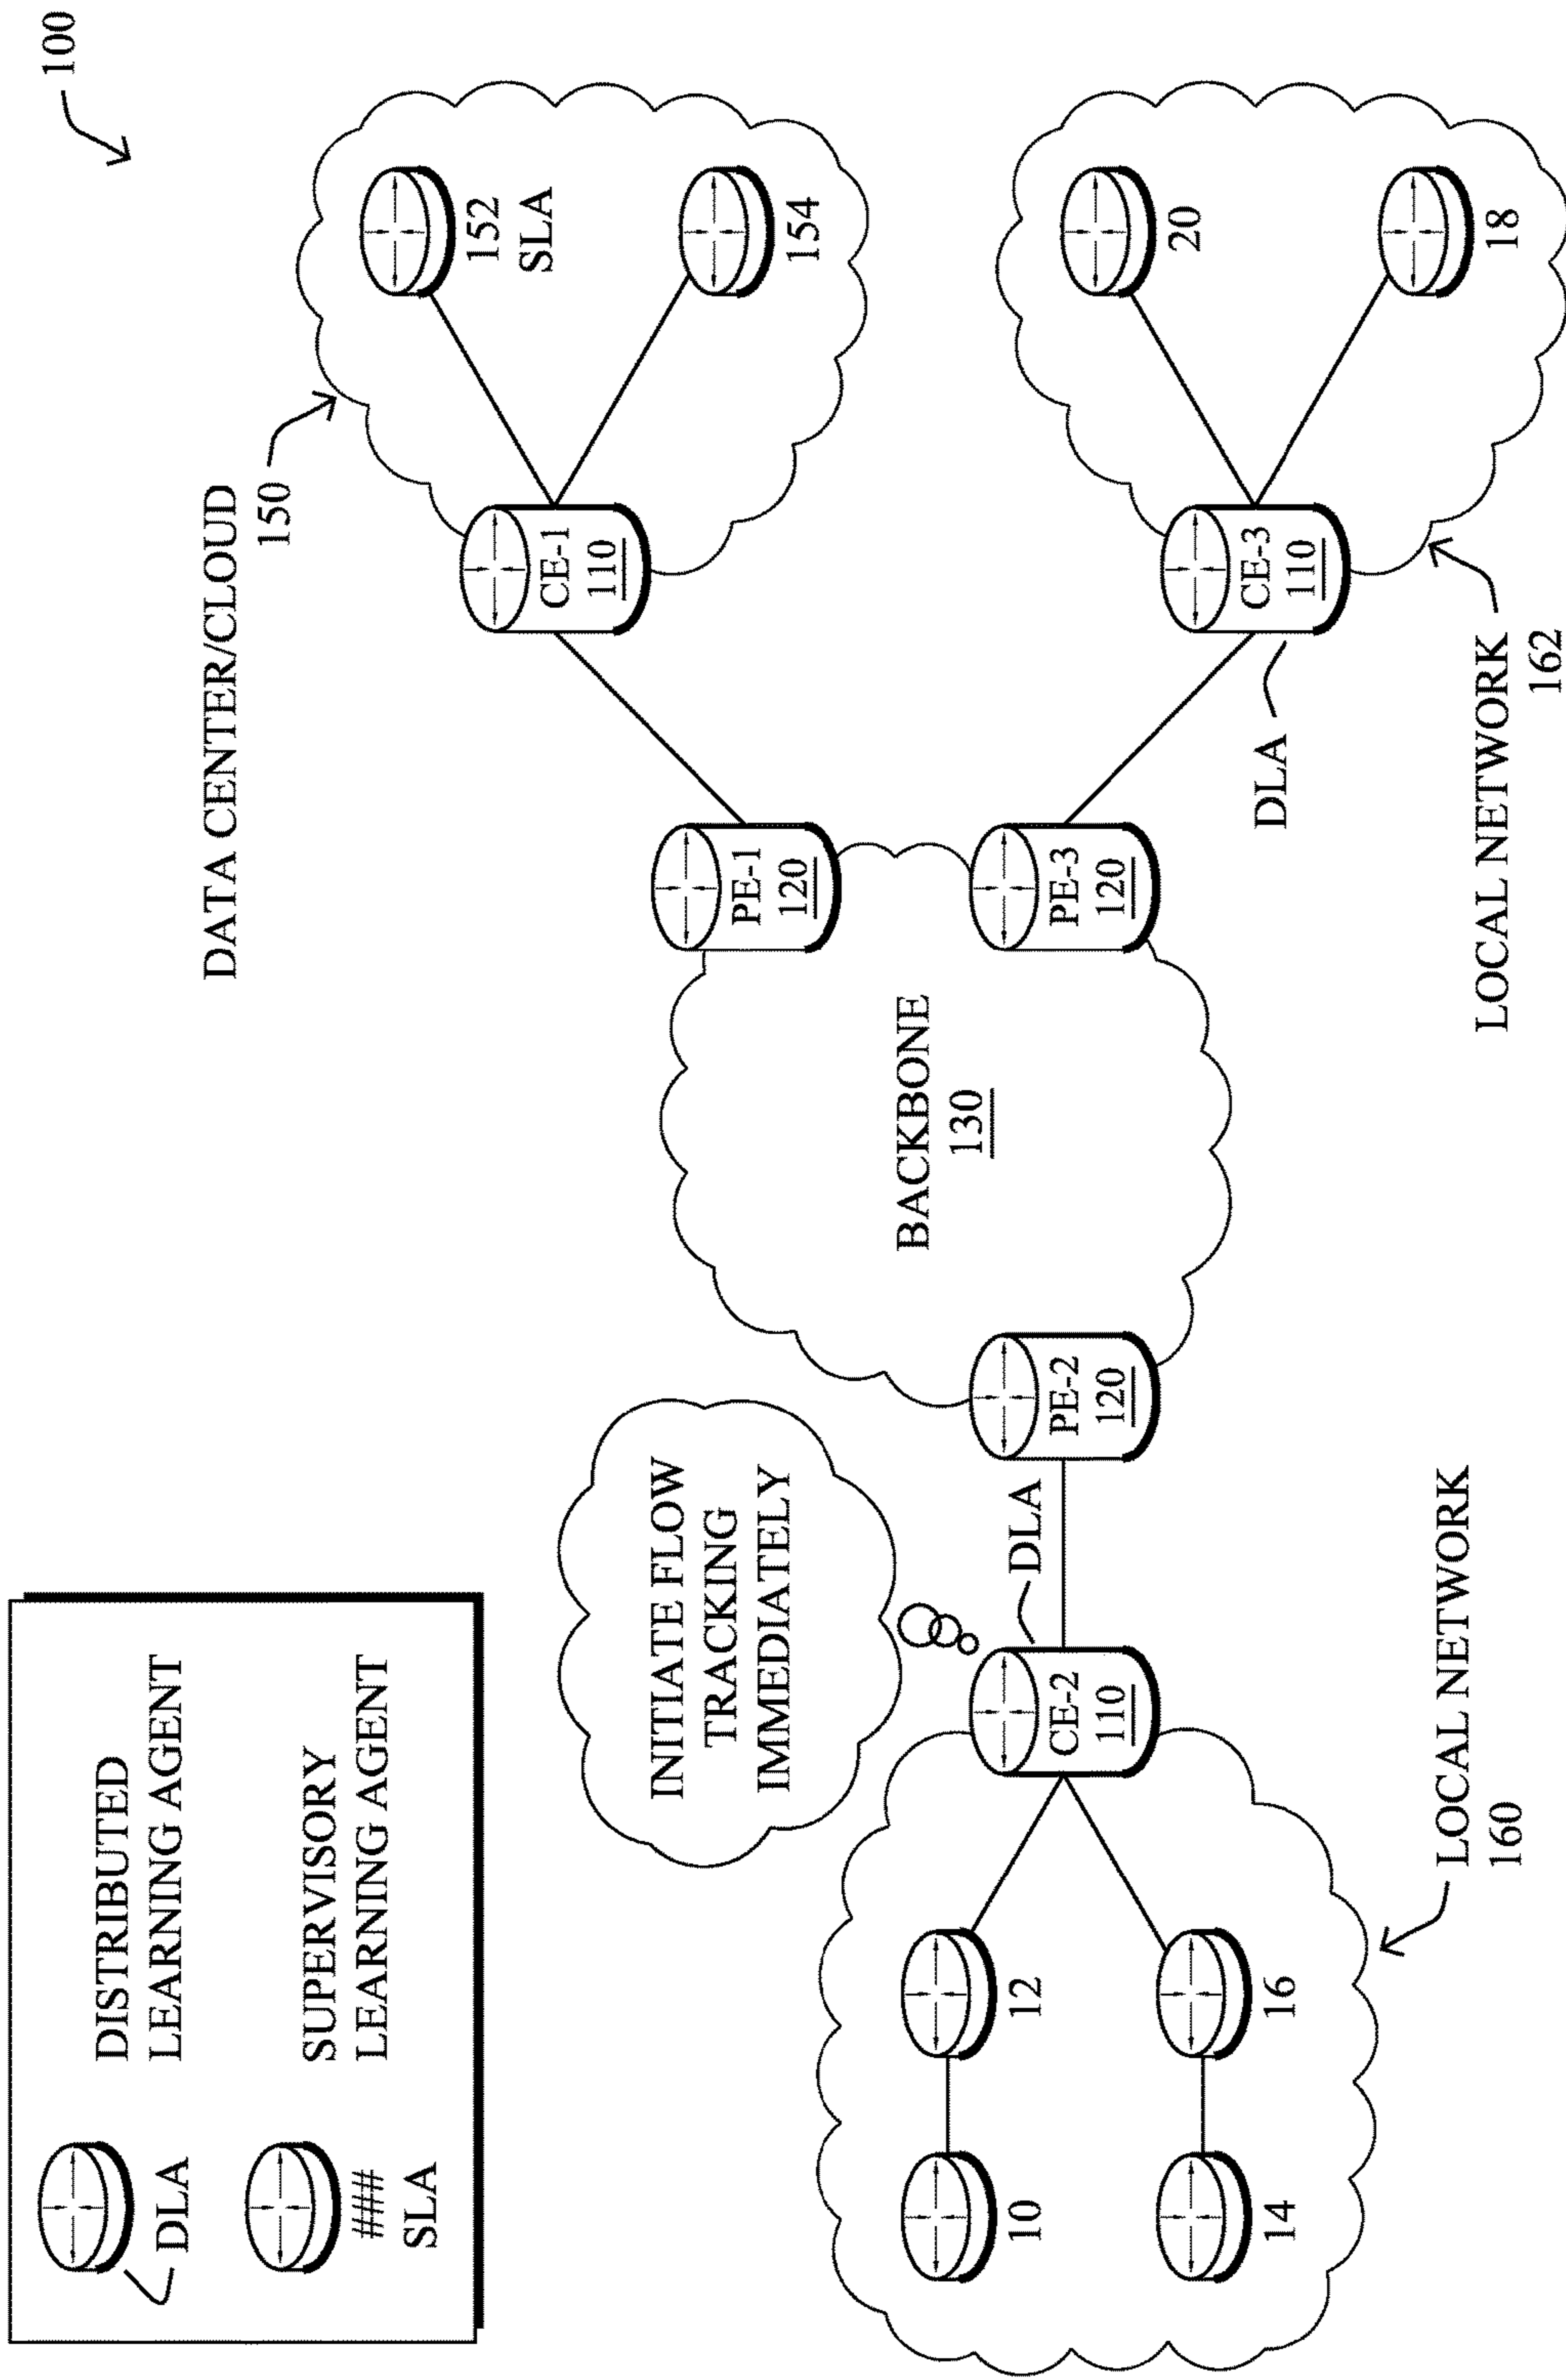 100
DISTRIBUTED
LEARNING AGENT
DLA
SUPERVISORY
LEARNING AGENT
###
SLA
DATA CENTER/CLOUD
150
152
SLA
154
CE-1
110
PE-1
120
PE-3
120
BACKBONE
130
INITIATE FLOW
TRACKING
IMMEDIATELY
DLA
PE-2
120
CE-2
110
12
10
16
14
LOCAL NETWORK
160
CE-3
110
DLA
20
18
LOCAL NETWORK
162